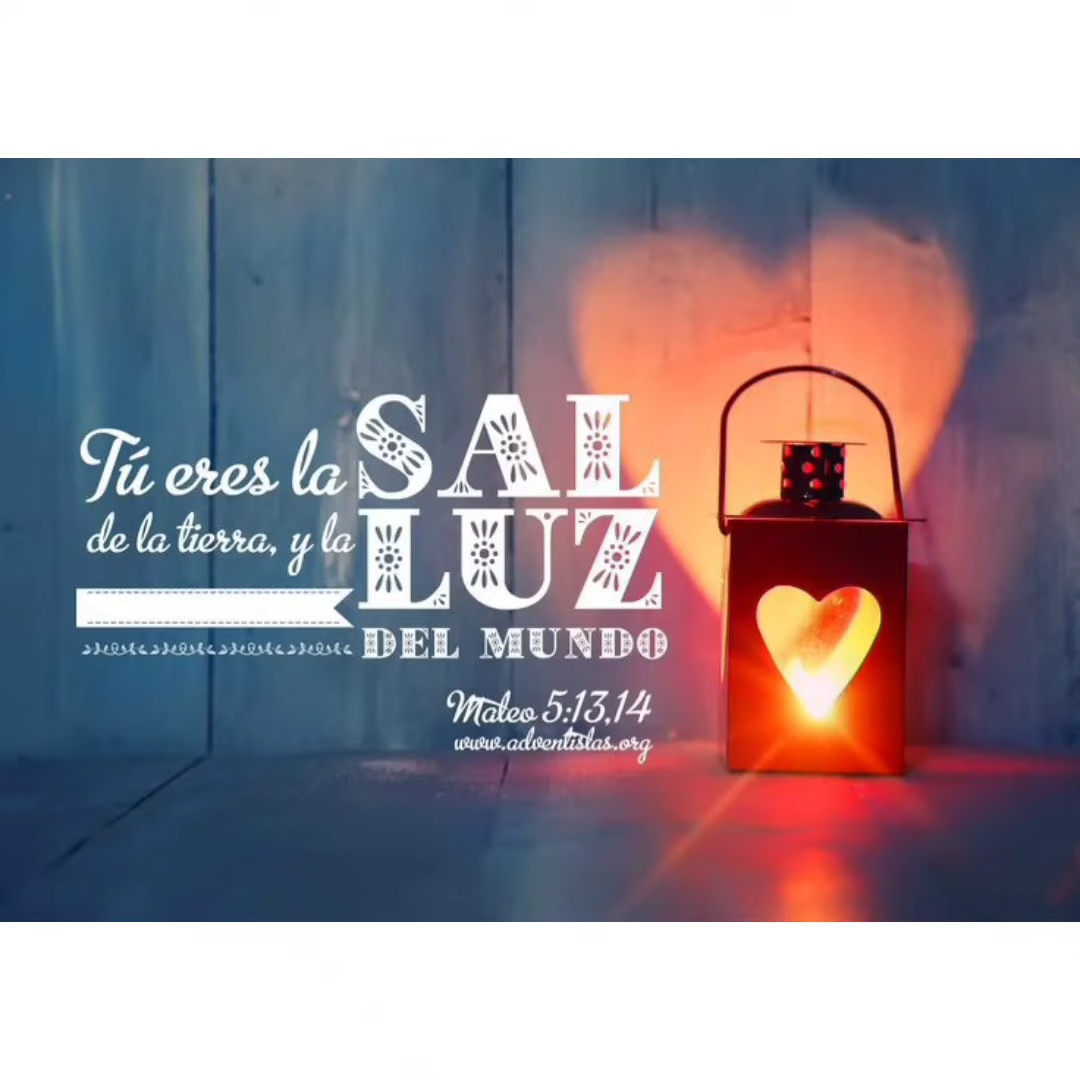 Tú eres la SAL
de la tierra, y la LUZ
DEL MUNDO
Mateo 5:13,14
www.adventistas.org